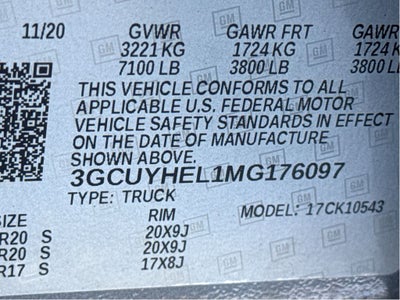 11/20 GVWR GAWR FRT GAWR
3221 KG 1724 KG 1724 K
7100 LB 3800 LB 3800 LB
THIS VEHICLE CONFORMS TO ALL
APPLICABLE U.S. FEDERAL MOTOR
VEHICLE SAFETY STANDARDS IN EFFECT
ON THE DATE OF MANUFACTURE
SHOWN ABOVE.
3GCUYHEL1MG176097
TYPE: TRUCK MODEL: 17CK10543
SIZE RIM
R20 S 20X9J
R20 S 20X9J
R17 S 17X8J